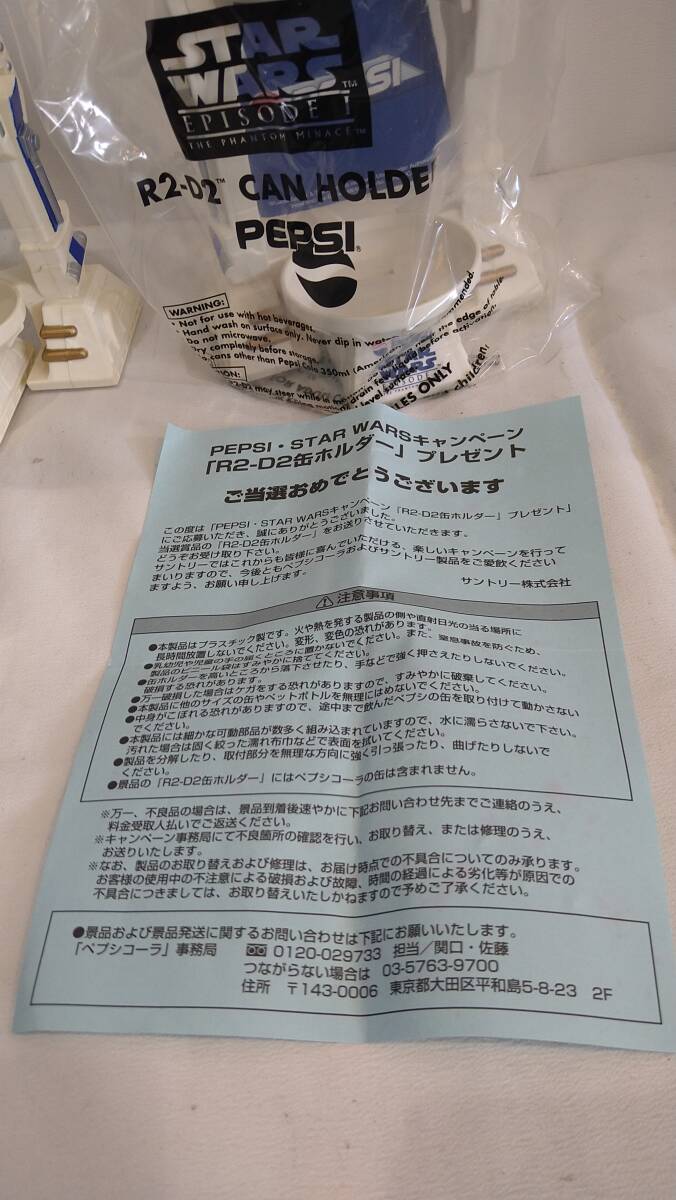 STAR
WARS™
EPISODE I
THE PHANTOM MENACE™
SI
R2-D2™ CAN HOLDE
PEPSI®
WARNING:
Not for use with hot beverages.
Hand wash on surface only. Never dip in
Do not microwave.
Dry completely before storage.
cans other than Pepsi Cola 350ml
the edge of
before activation.
R2-D2 may steer while in
level surface.
LES ONLY
children.
STAR
WARS
EPISODE I
PEPSI・STAR WARSキャンペーン
「R2-D2缶ホルダー」プレゼント
ご当選おめでとうございます
この度は「PEPSI・STAR WARSキャンペーン「R2-D2缶ホルダー」プレゼント」
にご応募いただき、誠にありがとうございました。
当選賞品の「R2-D2缶ホルダー」をお送りさせていただきます。
どうぞお受け取り下さい。
サントリーではこれからも皆様に喜んでいただける、楽しいキャンペーンを行って
まいりますので、今後ともペプシコーラおよびサントリー製品をご愛飲ください
ますよう、お願い申し上げます。
サントリー株式会社
注意事項
●本製品はプラスチック製です。火や熱を発する製品の側や直射日光の当る場所に
長時間放置しないでください。変形、変色の恐れがあります。
●乳幼児や児童の手の届くところに置かないでください。また、窒息事故を防ぐため、
製品のビニール袋はすみやかに捨ててください。
●缶ホルダーを高いところから落下させたり、手などで強く押さえたりしないでください。
破損する恐れがあります。
●万一破損した場合はケガをする恐れがありますので、すみやかに破棄してください。
●本製品に他のサイズの缶やペットボトルを無理にはめないでください。
●中身がこぼれる恐れがありますので、途中まで飲んだペプシの缶を取り付けて動かさない
でください。
●本製品には細かな可動部品が数多く組み込まれていますので、水に濡らさないで下さい。
汚れた場合は固く絞った濡れ布巾などで表面を拭いてください。
●製品を分解したり、取付部分を無理な方向に強く引っ張ったり、曲げたりしないで
ください。
●景品の「R2-D2缶ホルダー」にはペプシコーラの缶は含まれません。
※万一、不良品の場合は、景品到着後速やかに下記お問い合わせ先までご連絡のうえ、
料金受取人払いでご返送ください。
※キャンペーン事務局にて不良箇所の確認を行い、お取り替え、または修理のうえ、
お送りいたします。
※なお、製品のお取り替えおよび修理は、お届け時点での不具合についてのみ承ります。
お客様の使用中の不注意による破損および故障、時間の経過による劣化等が原因での
不具合につきましては、お取り替えいたしかねますので予めご了承ください。
●景品および景品発送に関するお問い合わせは下記にお願いいたします。
「ペプシコーラ」事務局 0120-029733 担当／関口・佐藤
つながらない場合は 03-5763-9700
住所 〒143-0006 東京都大田区平和島5-8-23 2F